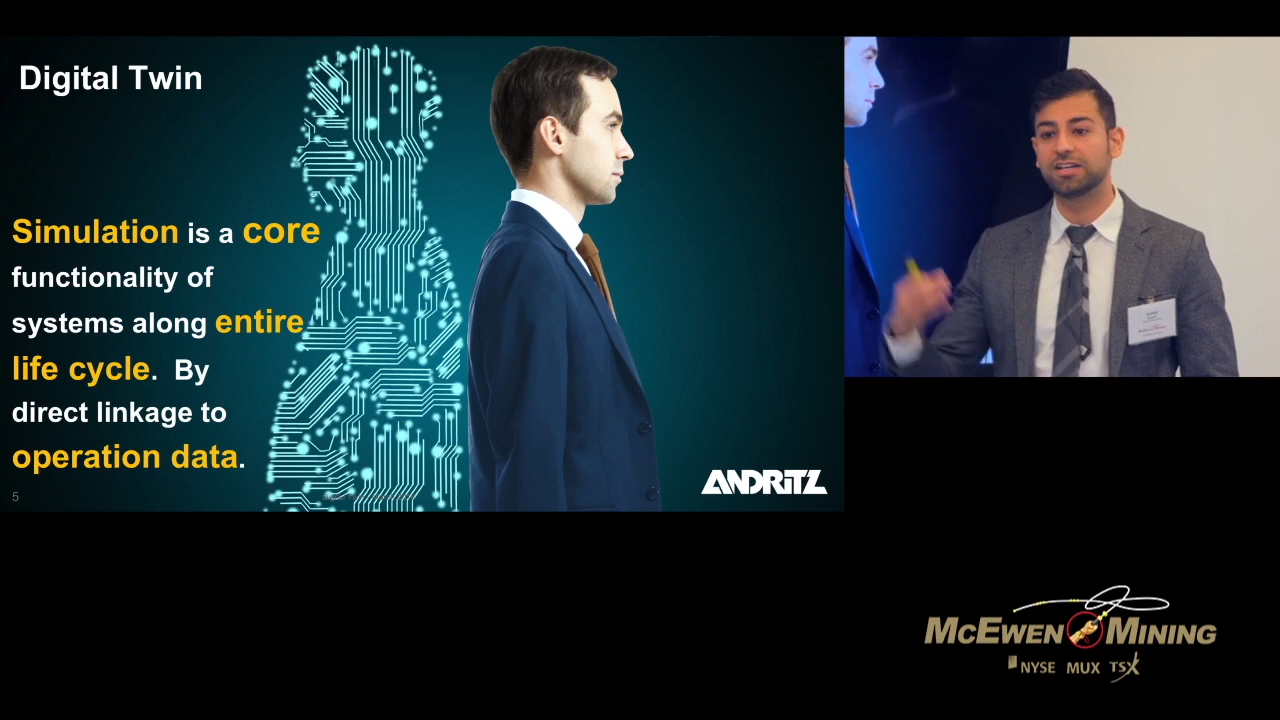 Digital Twin
Simulation is a core
functionality of
systems along entire
life cycle. By
direct linkage to
operation data.
5
ANDRITZ
MCEWEN MINING
NYSE MUX TSX